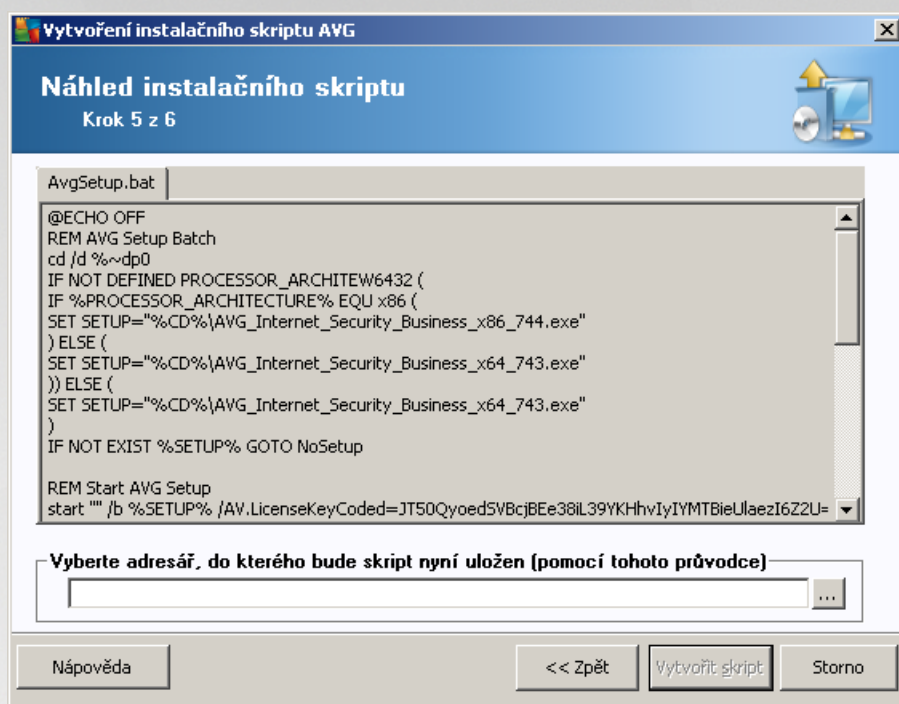 Vytvoření instalačního skriptu AVG
Náhled instalačního skriptu
Krok 5 z 6
AvgSetup.bat
@ECHO OFF
REM AVG Setup Batch
cd /d %~dp0
IF NOT DEFINED PROCESSOR_ARCHITEW6432 (
IF %PROCESSOR_ARCHITECTURE% EQU x86 (
SET SETUP="%CD%\AVG_Internet_Security_Business_x86_744.exe"
) ELSE (
SET SETUP="%CD%\AVG_Internet_Security_Business_x64_743.exe"
)) ELSE (
SET SETUP="%CD%\AVG_Internet_Security_Business_x64_743.exe"
)
IF NOT EXIST %SETUP% GOTO NoSetup
REM Start AVG Setup
start "" /b %SETUP% /AV.LicenseKeyCoded=JT50QyoedSVBcjBEe38iL39YKHhvIyIYMTBieUlaezI6Z2U=
Vyberte adresář, do kterého bude skript nyní uložen (pomocí tohoto průvodce)
...
Nápověda
<< Zpět
Vytvořit skript
Storno